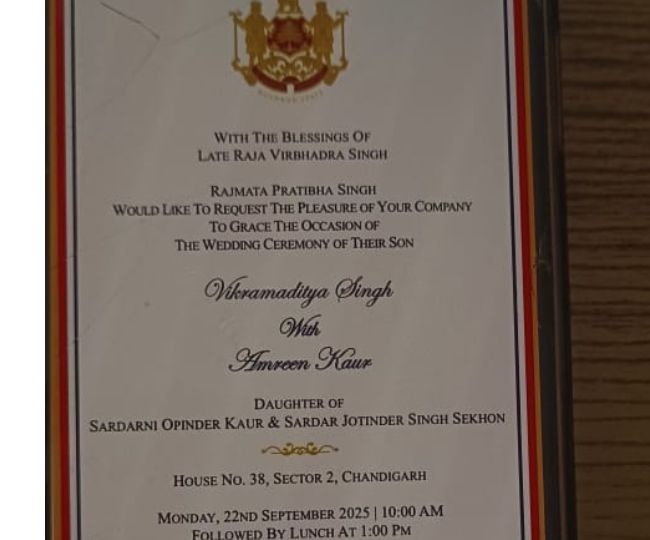 WITH THE BLESSINGS OF
LATE RAJA VIRBHADRA SINGH
RAJMATA PRATIBHA SINGH
WOULD LIKE TO REQUEST THE PLEASURE OF YOUR COMPANY
TO GRACE THE OCCASION OF
THE WEDDING CEREMONY OF THEIR SON
Vikramaditya Singh
With
Amreen Kaur
DAUGHTER OF
SARDARNI OPINDER KAUR & SARDAR JOTINDER SINGH SEKHON
HOUSE NO. 38, SECTOR 2, CHANDIGARH
MONDAY, 22ND SEPTEMBER 2025 | 10:00 AM
FOLLOWED BY LUNCH AT 1:00 PM